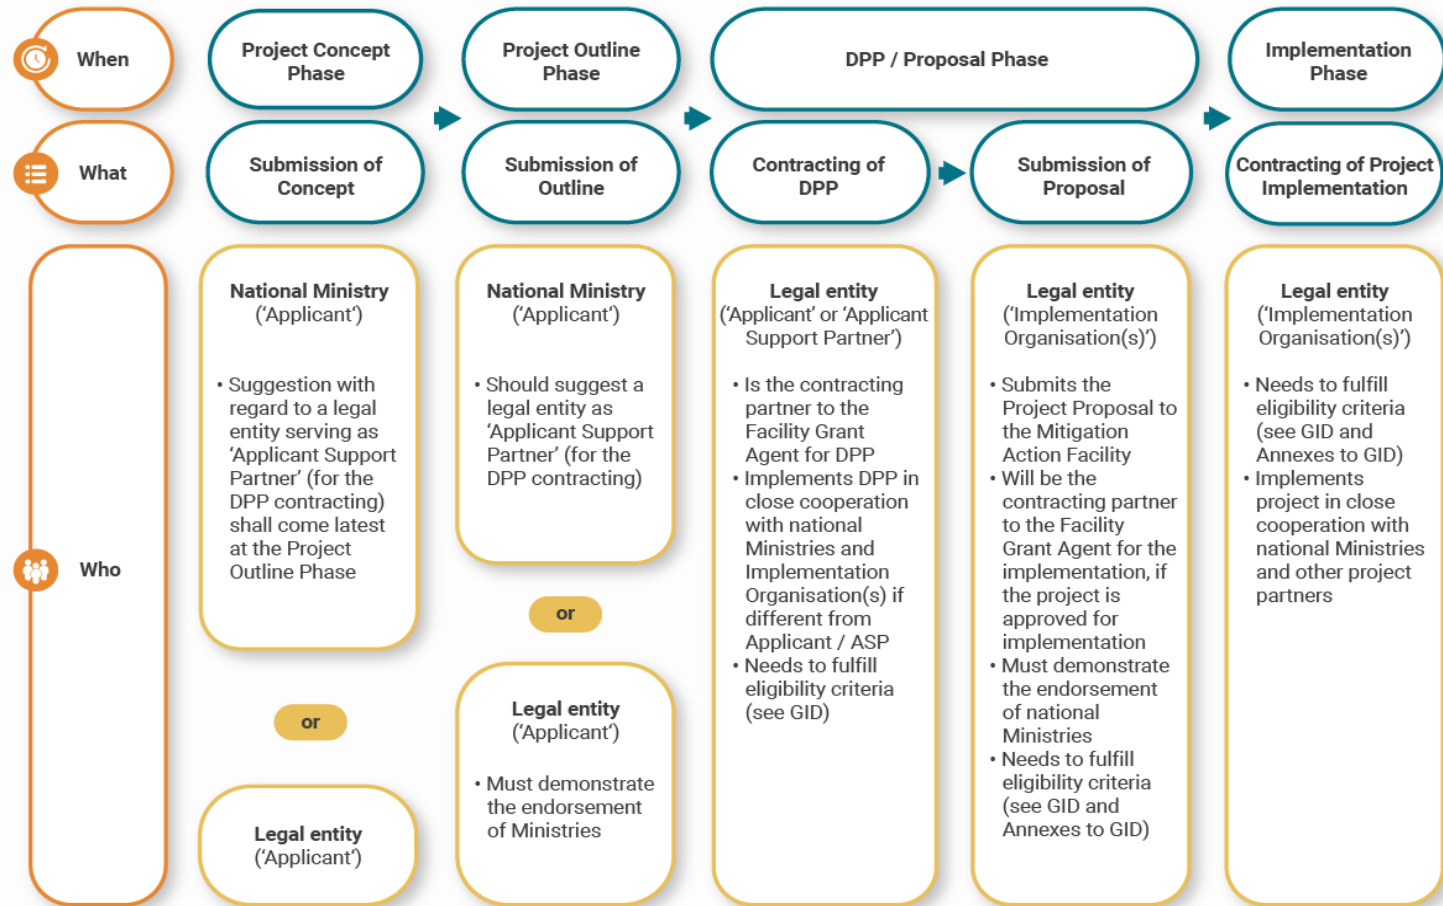 When
Project Concept
Phase
Project Outline
Phase
DPP / Proposal Phase
Implementation
Phase
What
Submission of
Concept
Submission of
Outline
Contracting of
DPP
Submission of
Proposal
Contracting of Project
Implementation
Who
National Ministry
(‘Applicant‘)
• Suggestion with
regard to a legal
entity serving as
‘Applicant Support
Partner’ (for the
DPP contracting)
shall come latest
at the Project
Outline Phase
or
Legal entity
(‘Applicant‘)
National Ministry
(‘Applicant‘)
• Should suggest a
legal entity as
‘Applicant Support
Partner’ (for the
DPP contracting)
or
Legal entity
(‘Applicant‘)
• Must demonstrate
the endorsement
of Ministries
Legal entity
(‘Applicant’ or ‘Applicant
Support Partner’)
• Is the contracting
partner to the
Facility Grant
Agent for DPP
• Implements DPP in
close cooperation
with national
Ministries and
Implementation
Organisation(s) if
different from
Applicant / ASP
• Needs to fulfill
eligibility criteria
(see GID)
Legal entity
(‘Implementation
Organisation(s)’)
• Submits the
Project Proposal to
the Mitigation
Action Facility
• Will be the
contracting partner
to the Facility
Grant Agent for the
implementation, if
the project is
approved for
implementation
• Must demonstrate
the endorsement
of national
Ministries
• Needs to fulfill
eligibility criteria
(see GID and
Annexes to GID)
Legal entity
(‘Implementation
Organisation(s)’)
• Needs to fulfill
eligibility criteria
(see GID and
Annexes to GID)
• Implements
project in close
cooperation with
national Ministries
and other project
partners